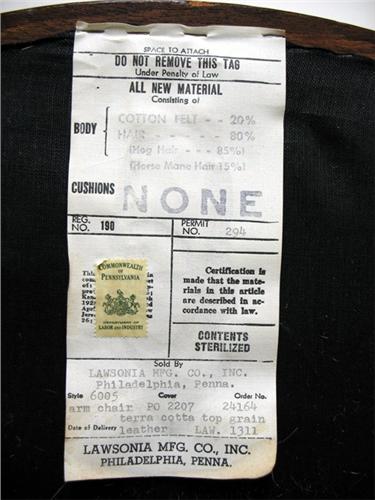 SPACE TO ATTACH
DO NOT REMOVE THIS TAG
Under Penalty of Law
ALL NEW MATERIAL
Consisting of
BODY
COTTON FELT - - 20%
HAIR - - - - - 80%
(Hog Hair - - - 85%)
(Horse Mane Hair 15%)
CUSHIONS NONE
REG. NO. 190
PERMIT NO. 294
COMMONWEALTH
OF
PENNSYLVANIA
DEPARTMENT OF
LABOR AND INDUSTRY
Certification is
made that the mate-
rials in this article
are described in ac-
cordance with law.
CONTENTS
STERILIZED
Sold By
LAWSONIA MFG. CO., INC.
Philadelphia, Penna.
Style 6005 Cover Order No.
arm chair PO 2207 24164
terra cotta top grain
Date of Delivery leather LAW. 1311
LAWSONIA MFG. CO., INC.
PHILADELPHIA, PENNA.